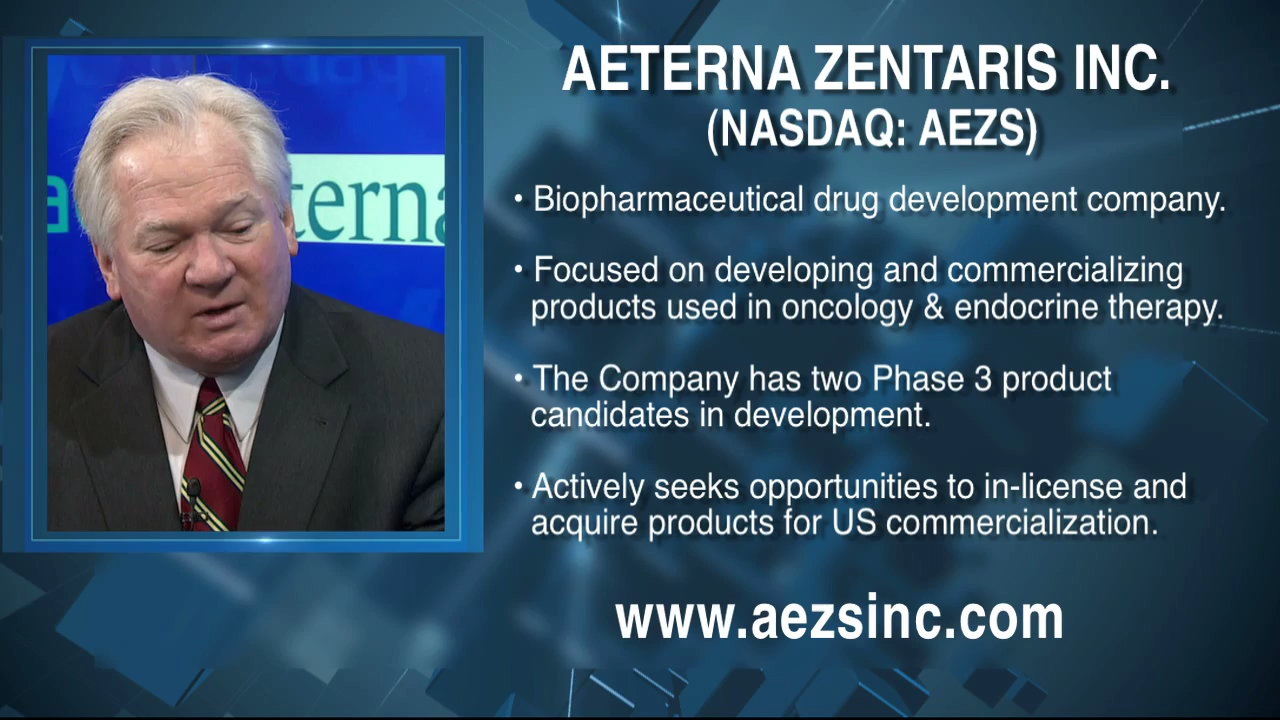 AETERNA ZENTARIS INC.
(NASDAQ: AEZS)
• Biopharmaceutical drug development company.
• Focused on developing and commercializing
products used in oncology & endocrine therapy.
• The Company has two Phase 3 product
candidates in development.
• Actively seeks opportunities to in-license and
acquire products for US commercialization.
www.aezsinc.com
terna